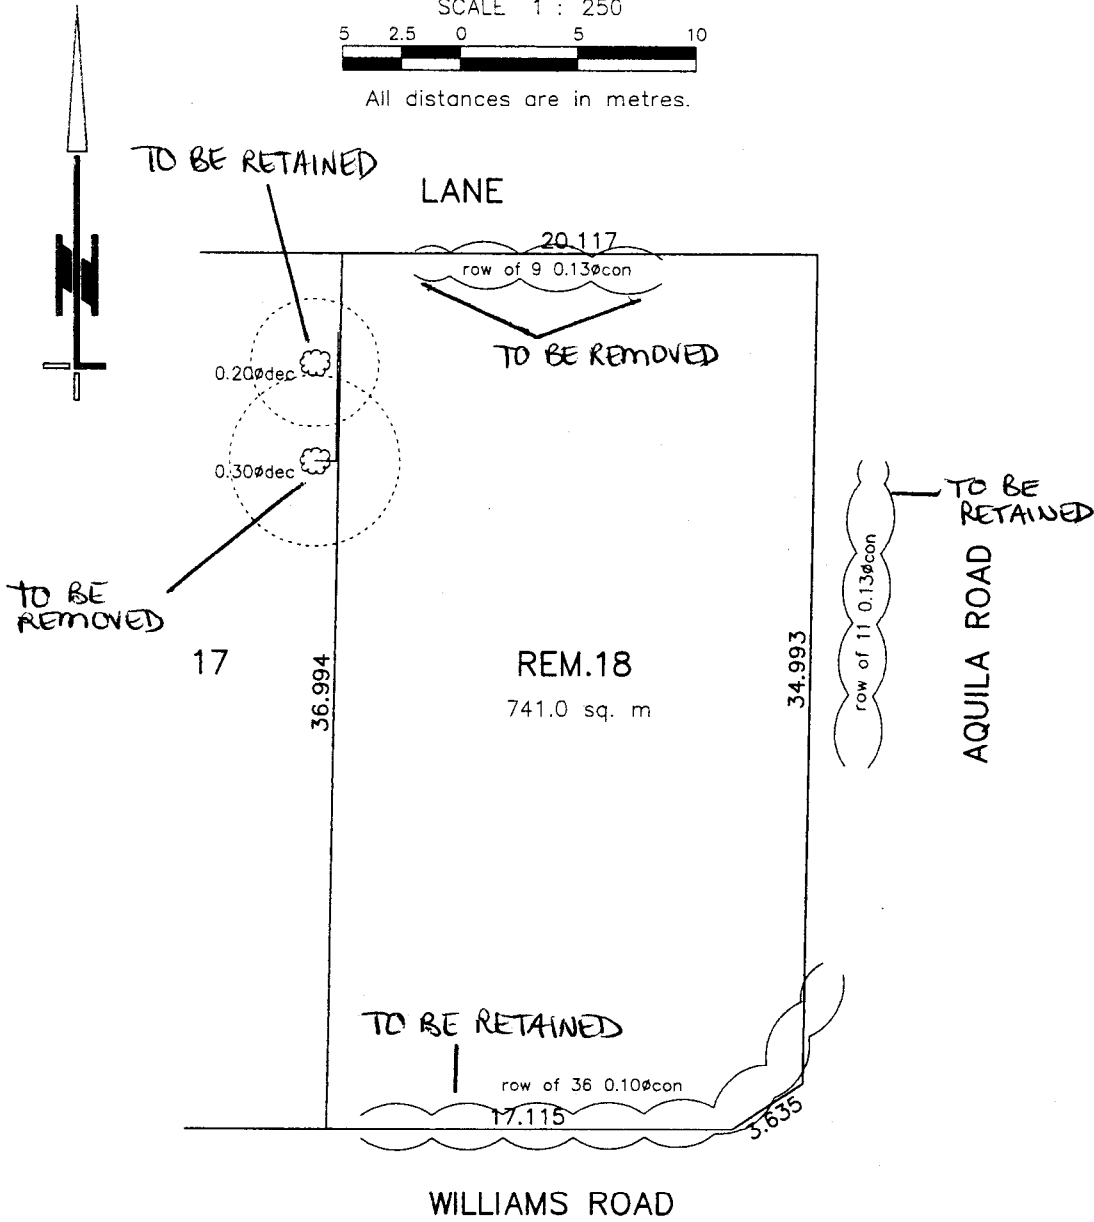 SCALE 1 : 250
5 2.5 0 5 10
All distances are in metres.
TO BE RETAINED
LANE
20.117
row of 9 0.13øcon
TO BE REMOVED
0.20ødec
0.30ødec
TO BE
RETAINED
TO BE
REMOVED
row of 11 0.13øcon
AQUILA ROAD
17
REM.18
741.0 sq. m
36.994
34.993
TO BE RETAINED
row of 36 0.10øcon
17.115
3.635
WILLIAMS ROAD